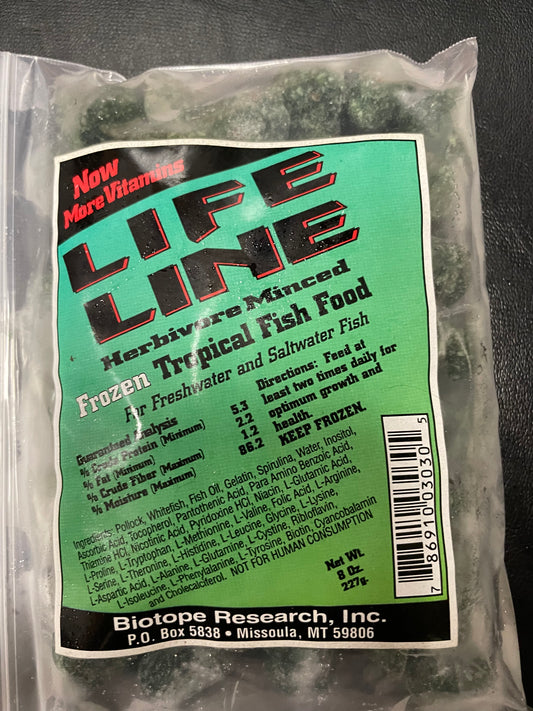 Now
More Vitamins
LIFE
LINE
Herbivore Minced
Frozen Tropical Fish Food
For Freshwater and Saltwater Fish
Guaranteed Analysis
% Crude Protein (Minimum) 5.3
% Fat (Minimum) 2.2
% Crude Fiber (Maximum) 1.2
% Moisture (Maximum) 86.2
Directions: Feed at
least two times daily for
optimum growth and
health.
KEEP FROZEN.
Ingredients: Pollock, Whitefish, Fish Oil, Gelatin, Spirulina, Water, Inositol,
Ascorbic Acid, Tocopherol, Pantothenic Acid, Para Amino Benzoic Acid,
Thiamine HCl, Nicotinic Acid, Pyridoxine HCl, Niacin, L-Glutamic Acid,
L-Proline, L-Tryptophan, L-Methionine, L-Valine, Folic Acid, L-Arginine,
L-Serine, L-Theronine, L-Histidine, L-Leucine, Glycine, L-Lysine,
L-Aspartic Acid, L-Alanine, L-Glutamine, L-Cystine, Riboflavin,
L-Isoleucine, L-Phenylalanine, L-Tyrosine, Biotin, Cyancobalamin
and Cholecalciferol. NOT FOR HUMAN CONSUMPTION
Net Wt.
8 Oz.
227g.
7 86910 03030 5
Biotope Research, Inc.
P.O. Box 5838 • Missoula, MT 59806